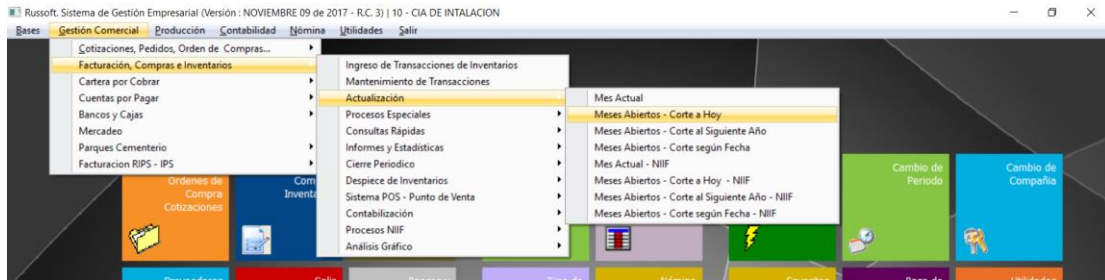 Russoft. Sistema de Gestión Empresarial (Versión : NOVIEMBRE 09 de 2017 - R.C. 3) | 10 - CIA DE INTALACION
Bases Gestión Comercial Producción Contabilidad Nómina Utilidades Salir
Cotizaciones, Pedidos, Orden de Compras...
Facturación, Compras e Inventarios
Cartera por Cobrar
Cuentas por Pagar
Bancos y Cajas
Mercadeo
Parques Cementerio
Facturacion RIPS - IPS
Ingreso de Transacciones de Inventarios
Mantenimiento de Transacciones
Actualización
Procesos Especiales
Consultas Rápidas
Informes y Estadísticas
Cierre Periodico
Despiece de Inventarios
Sistema POS - Punto de Venta
Contabilización
Procesos NIIF
Análisis Gráfico
Mes Actual
Meses Abiertos - Corte a Hoy
Meses Abiertos - Corte al Siguiente Año
Meses Abiertos - Corte según Fecha
Mes Actual - NIIF
Meses Abiertos - Corte a Hoy - NIIF
Meses Abiertos - Corte al Siguiente Año - NIIF
Meses Abiertos - Corte según Fecha - NIIF
Ordenes de
Compra
Cotizaciones
Com
Inventa
Cambio de
Periodo
Cambio de
Compañia